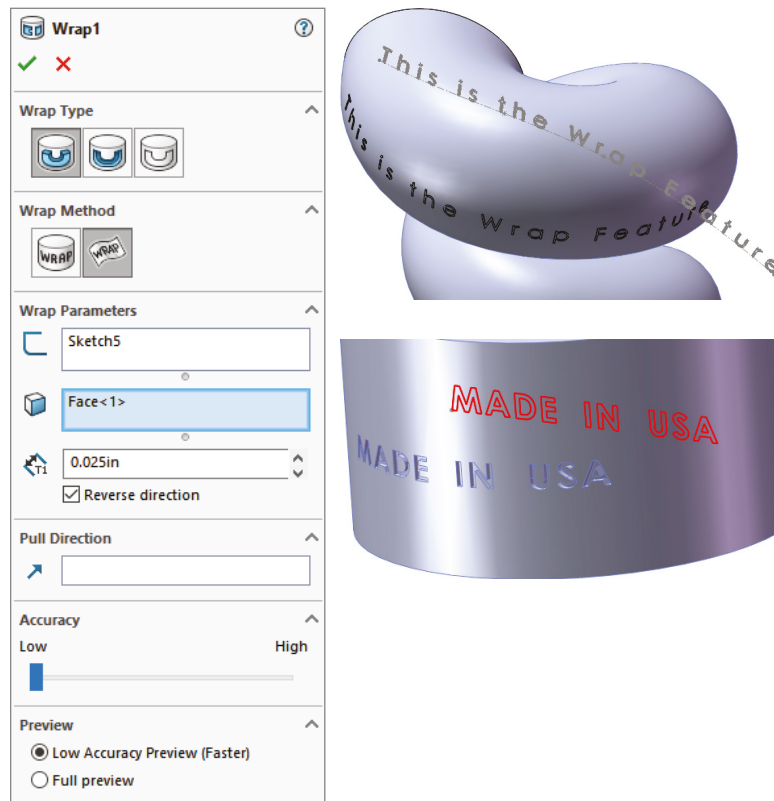 Wrap1
Wrap Type
Wrap Method
WRAP
WRAP
Wrap Parameters
Sketch5
Face<1>
T1
0.025in
Reverse direction
Pull Direction
Accuracy
Low High
Preview
Low Accuracy Preview (Faster)
Full preview
This is the Wrap Feature
This is the Wrap Feature
MADE IN USA
MADE IN USA